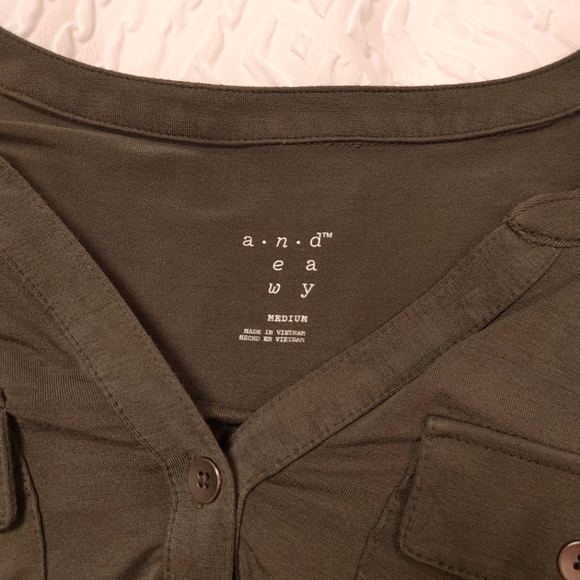 a·n·d™
e a
w y
MEDIUM
MADE IN VIETNAM
HECHO EN VIETNAM